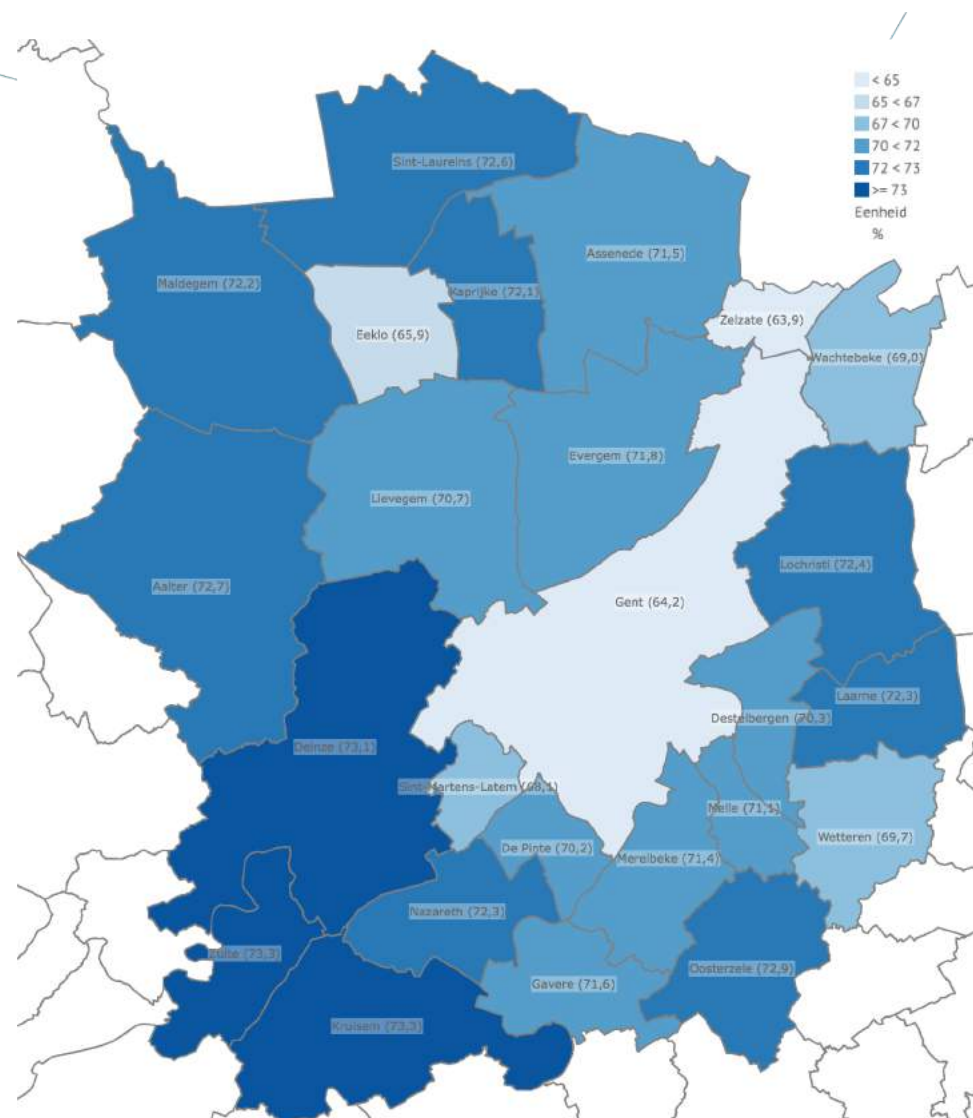 < 65
65 < 67
67 < 70
70 < 72
72 < 73
>= 73
Eenheid
%
Sint-Laureins (72,6)
Assenede (71,5)
Maldegem (72,2)
Kaprijke (72,1)
Zelzate (63,9)
Eeklo (65,9)
Wachtebeke (69,0)
Evergem (71,8)
Lievegem (70,7)
Lochristi (72,4)
Aalter (72,7)
Gent (64,2)
Laarne (72,3)
Destelbergen (70,3)
Deinze (73,1)
Sint-Martens-Latem (68,1)
Melle (71,1)
Wetteren (69,7)
De Pinte (70,2)
Merelbeke (71,4)
Nazareth (72,3)
Zulte (73,3)
Oosterzele (72,9)
Gavere (71,6)
Kruisem (73,3)